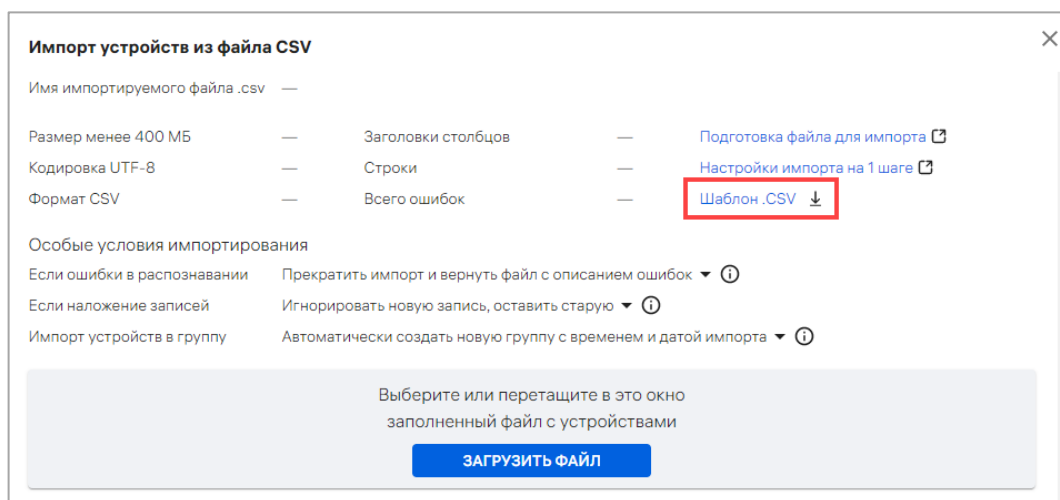 Импорт устройств из файла CSV
Имя импортируемого файла .csv —
Размер менее 400 МБ — Заголовки столбцов — Подготовка файла для импорта
Кодировка UTF-8 — Строки — Настройки импорта на 1 шаге
Формат CSV — Всего ошибок — Шаблон .CSV
Особые условия импортирования
Если ошибки в распознавании Прекратить импорт и вернуть файл с описанием ошибок
Если наложение записей Игнорировать новую запись, оставить старую
Импорт устройств в группу Автоматически создать новую группу с временем и датой импорта
Выберите или перетащите в это окно
заполненный файл с устройствами
ЗАГРУЗИТЬ ФАЙЛ